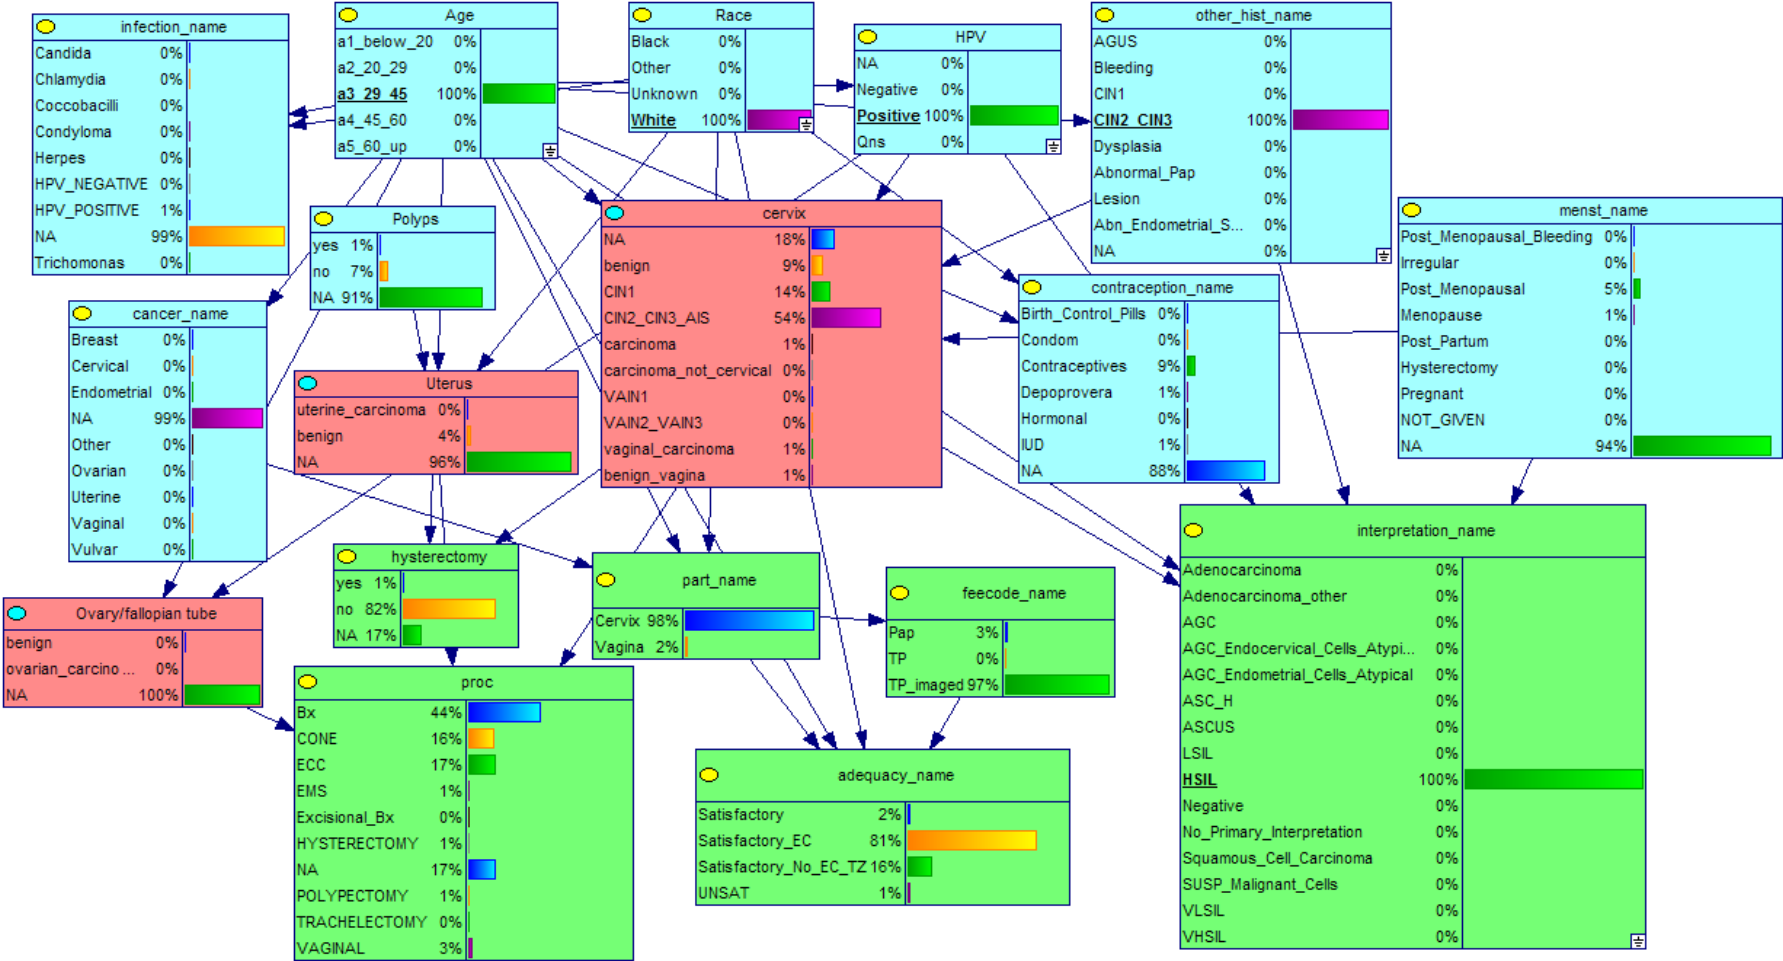 infection_name
Candida 0%
Chlamydia 0%
Coccobacilli 0%
Condyloma 0%
Herpes 0%
HPV_NEGATIVE 0%
HPV_POSITIVE 1%
NA 99%
Trichomonas 0%
Age
a1_below_20 0%
a2_20_29 0%
a3_29_45 100%
a4_45_60 0%
a5_60_up 0%
Race
Black 0%
Other 0%
Unknown 0%
White 100%
HPV
NA 0%
Negative 0%
Positive 100%
Qns 0%
other_hist_name
AGUS 0%
Bleeding 0%
CIN1 0%
CIN2_CIN3 100%
Dysplasia 0%
Abnormal_Pap 0%
Lesion 0%
Abn_Endometrial_S... 0%
NA 0%
menst_name
Post_Menopausal_Bleeding 0%
Irregular 0%
Post_Menopausal 5%
Menopause 1%
Post_Partum 0%
Hysterectomy 0%
Pregnant 0%
NOT_GIVEN 0%
NA 94%
Polyps
yes 1%
no 7%
NA 91%
cervix
NA 18%
benign 9%
CIN1 14%
CIN2_CIN3_AIS 54%
carcinoma 1%
carcinoma_not_cervical 0%
VAIN1 0%
VAIN2_VAIN3 0%
vaginal_carcinoma 1%
benign_vagina 1%
contraception_name
Birth_Control_Pills 0%
Condom 0%
Contraceptives 9%
Depoprovera 1%
Hormonal 0%
IUD 1%
NA 88%
cancer_name
Breast 0%
Cervical 0%
Endometrial 0%
NA 99%
Other 0%
Ovarian 0%
Uterine 0%
Vaginal 0%
Vulvar 0%
Uterus
uterine_carcinoma 0%
benign 4%
NA 96%
hysterectomy
yes 1%
no 82%
NA 17%
part_name
Cervix 98%
Vagina 2%
feecode_name
Pap 3%
TP 0%
TP_imaged 97%
interpretation_name
Adenocarcinoma 0%
Adenocarcinoma_other 0%
AGC 0%
AGC_Endocervical_Cells_Atypi... 0%
AGC_Endometrial_Cells_Atypical 0%
ASC_H 0%
ASCUS 0%
LSIL 0%
HSIL 100%
Negative 0%
No_Primary_Interpretation 0%
Squamous_Cell_Carcinoma 0%
SUSP_Malignant_Cells 0%
VLSIL 0%
VHSIL 0%
Ovary/fallopian tube
benign 0%
ovarian_carcino ... 0%
NA 100%
proc
Bx 44%
CONE 16%
ECC 17%
EMS 1%
Excisional_Bx 0%
HYSTERECTOMY 1%
NA 17%
POLYPECTOMY 1%
TRACHELECTOMY 0%
VAGINAL 3%
adequacy_name
Satisfactory 2%
Satisfactory_EC 81%
Satisfactory_No_EC_TZ 16%
UNSAT 1%